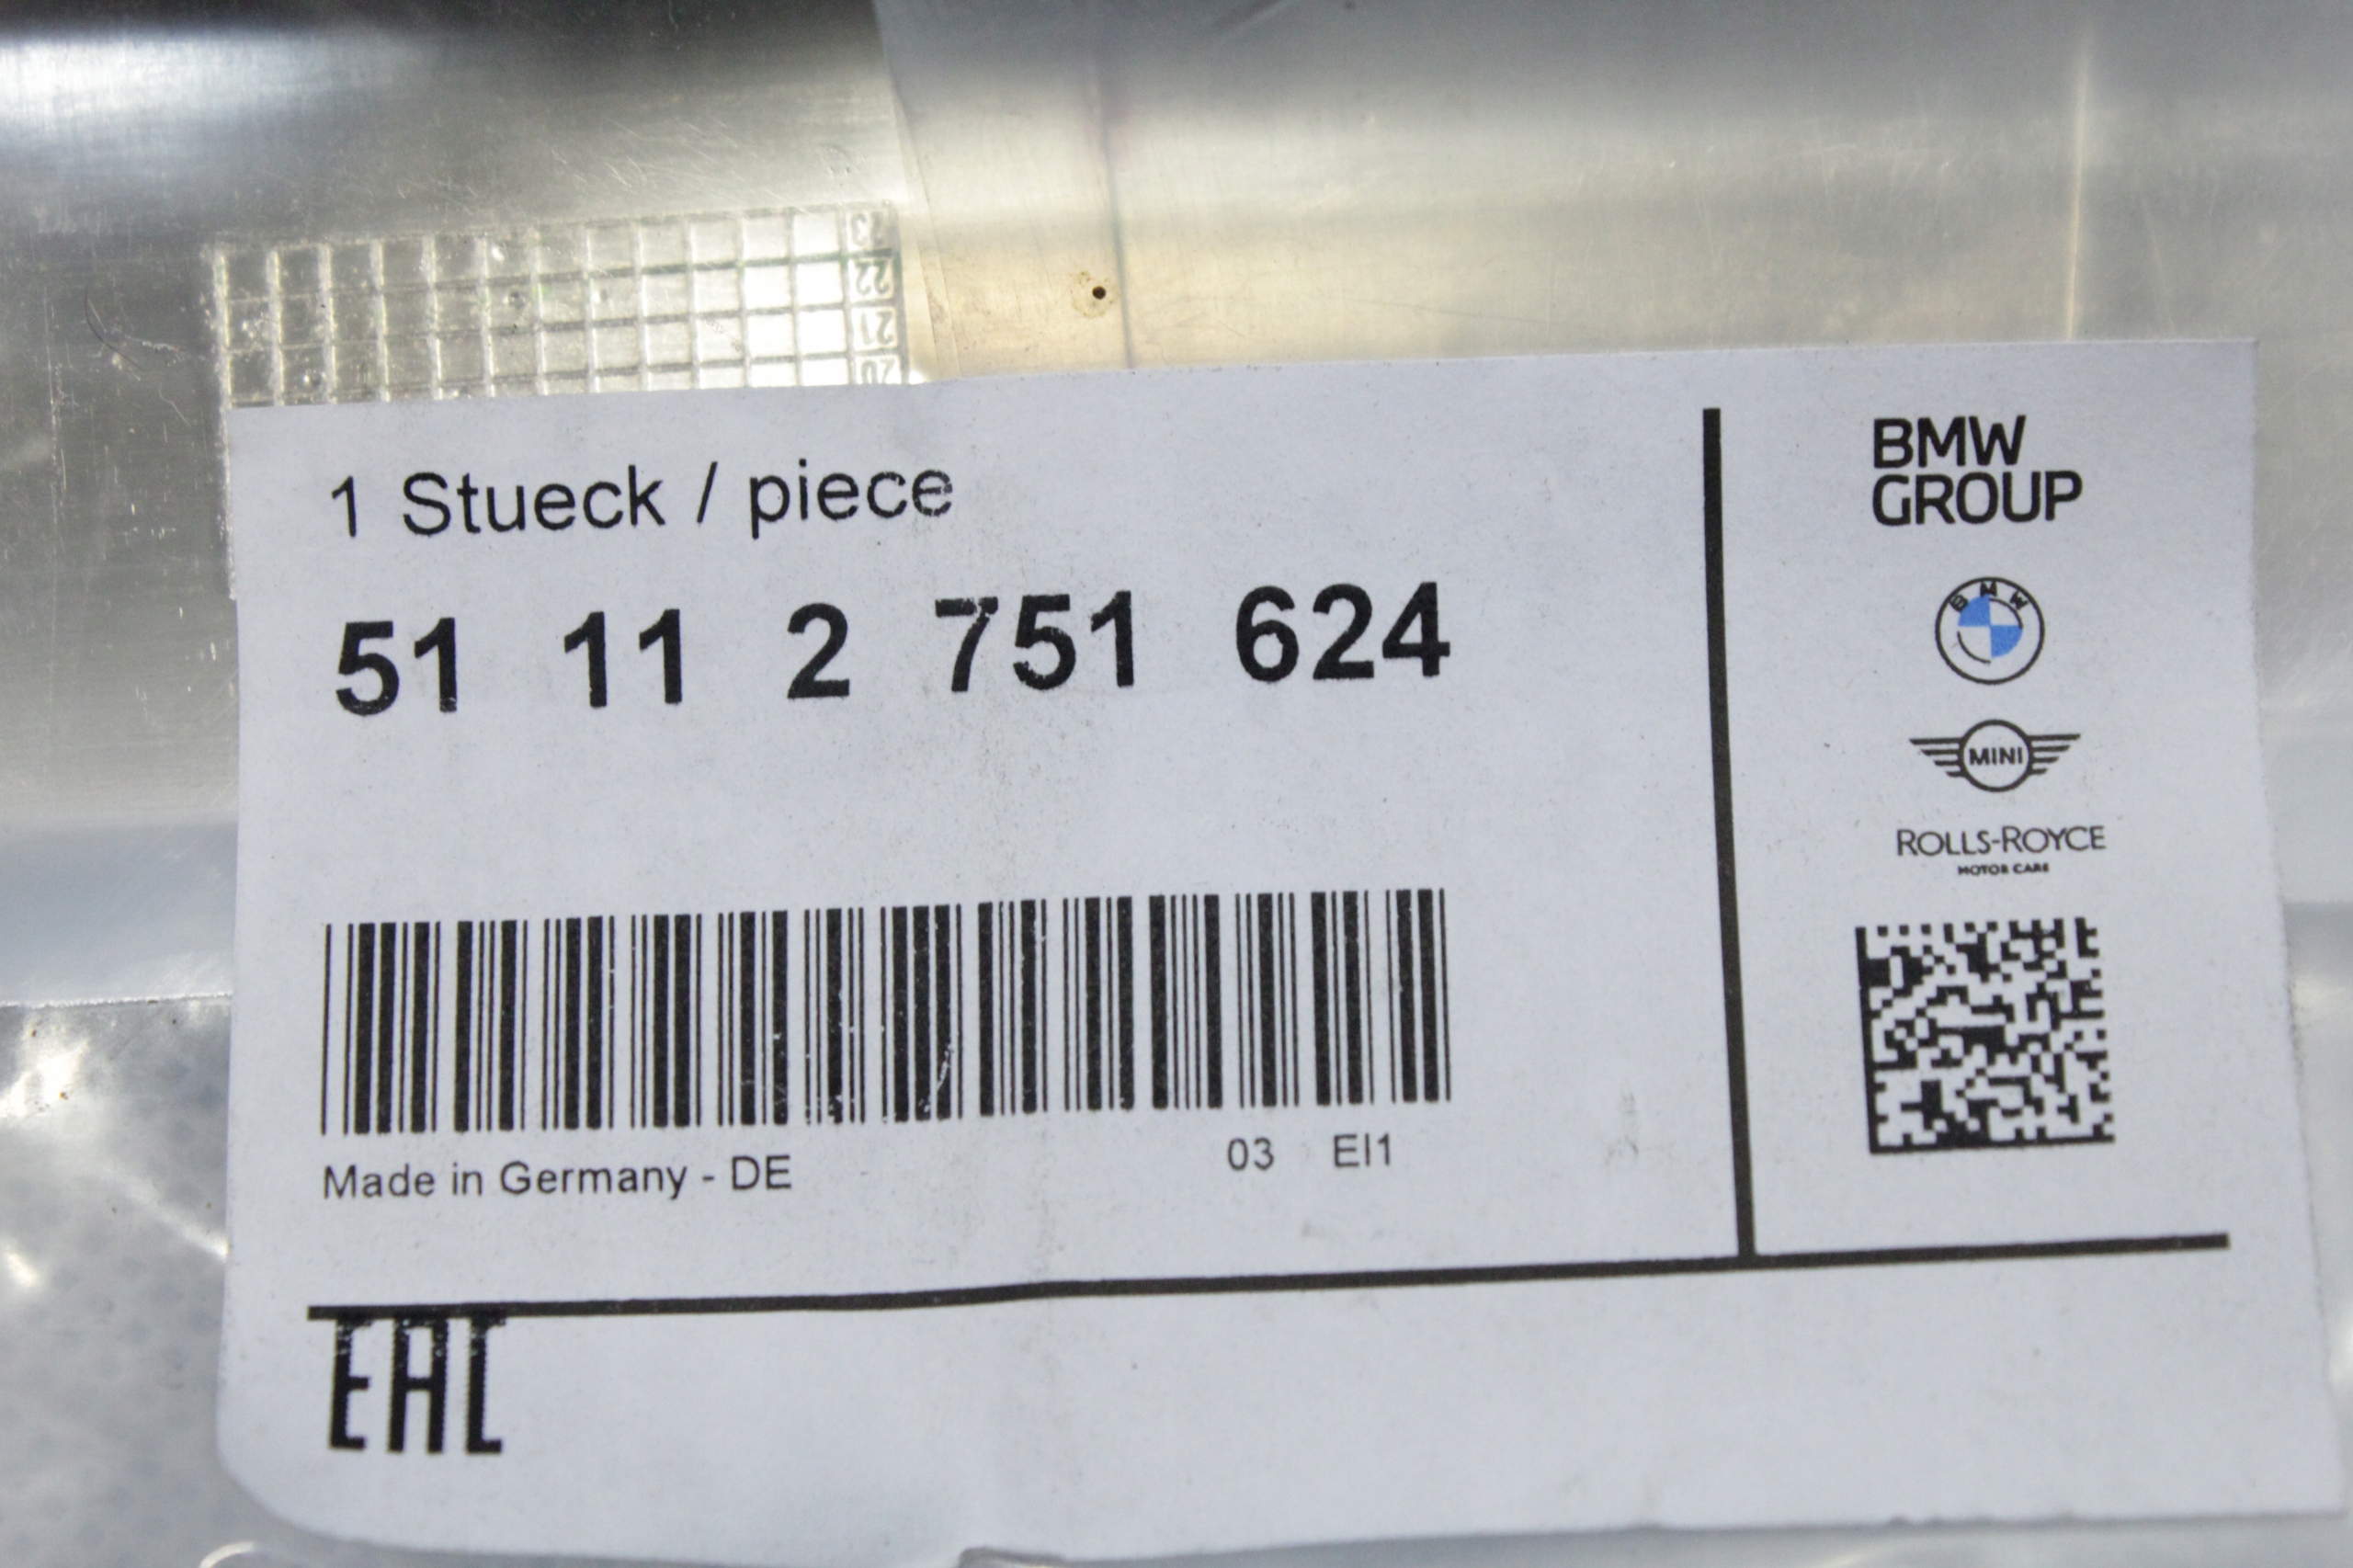 23
22
21
20
1 Stueck / piece
51 11 2 751 624
Made in Germany - DE
03 EI1
EAC
BMW
GROUP
BMW
MINI
ROLLS-ROYCE
MOTOR CARS